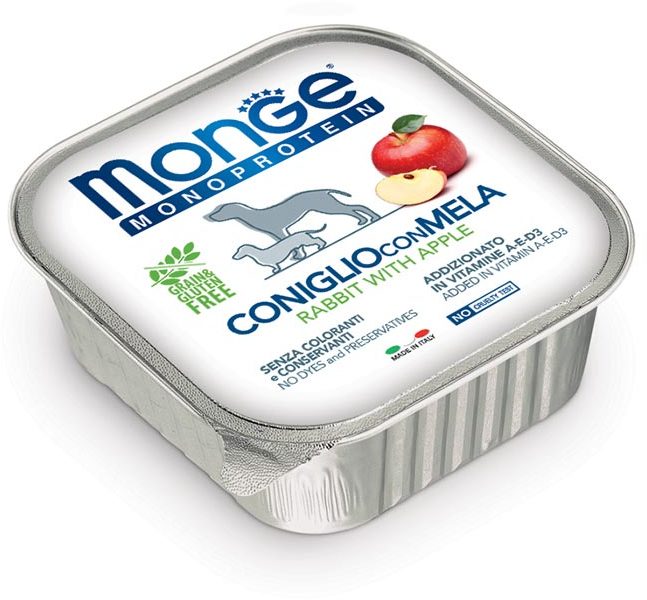 MONGE®
MONOPROTEIN
GRAIN&
GLUTEN
FREE
CONIGLIOCONMELA
RABBIT WITH APPLE
SENZA COLORANTI
e CONSERVANTI
NO DYES and PRESERVATIVES
ADDIZIONATO
IN VITAMINE A-E-D3
ADDED IN VITAMIN A-E-D3
MADE IN ITALY
NO CRUELTY TEST